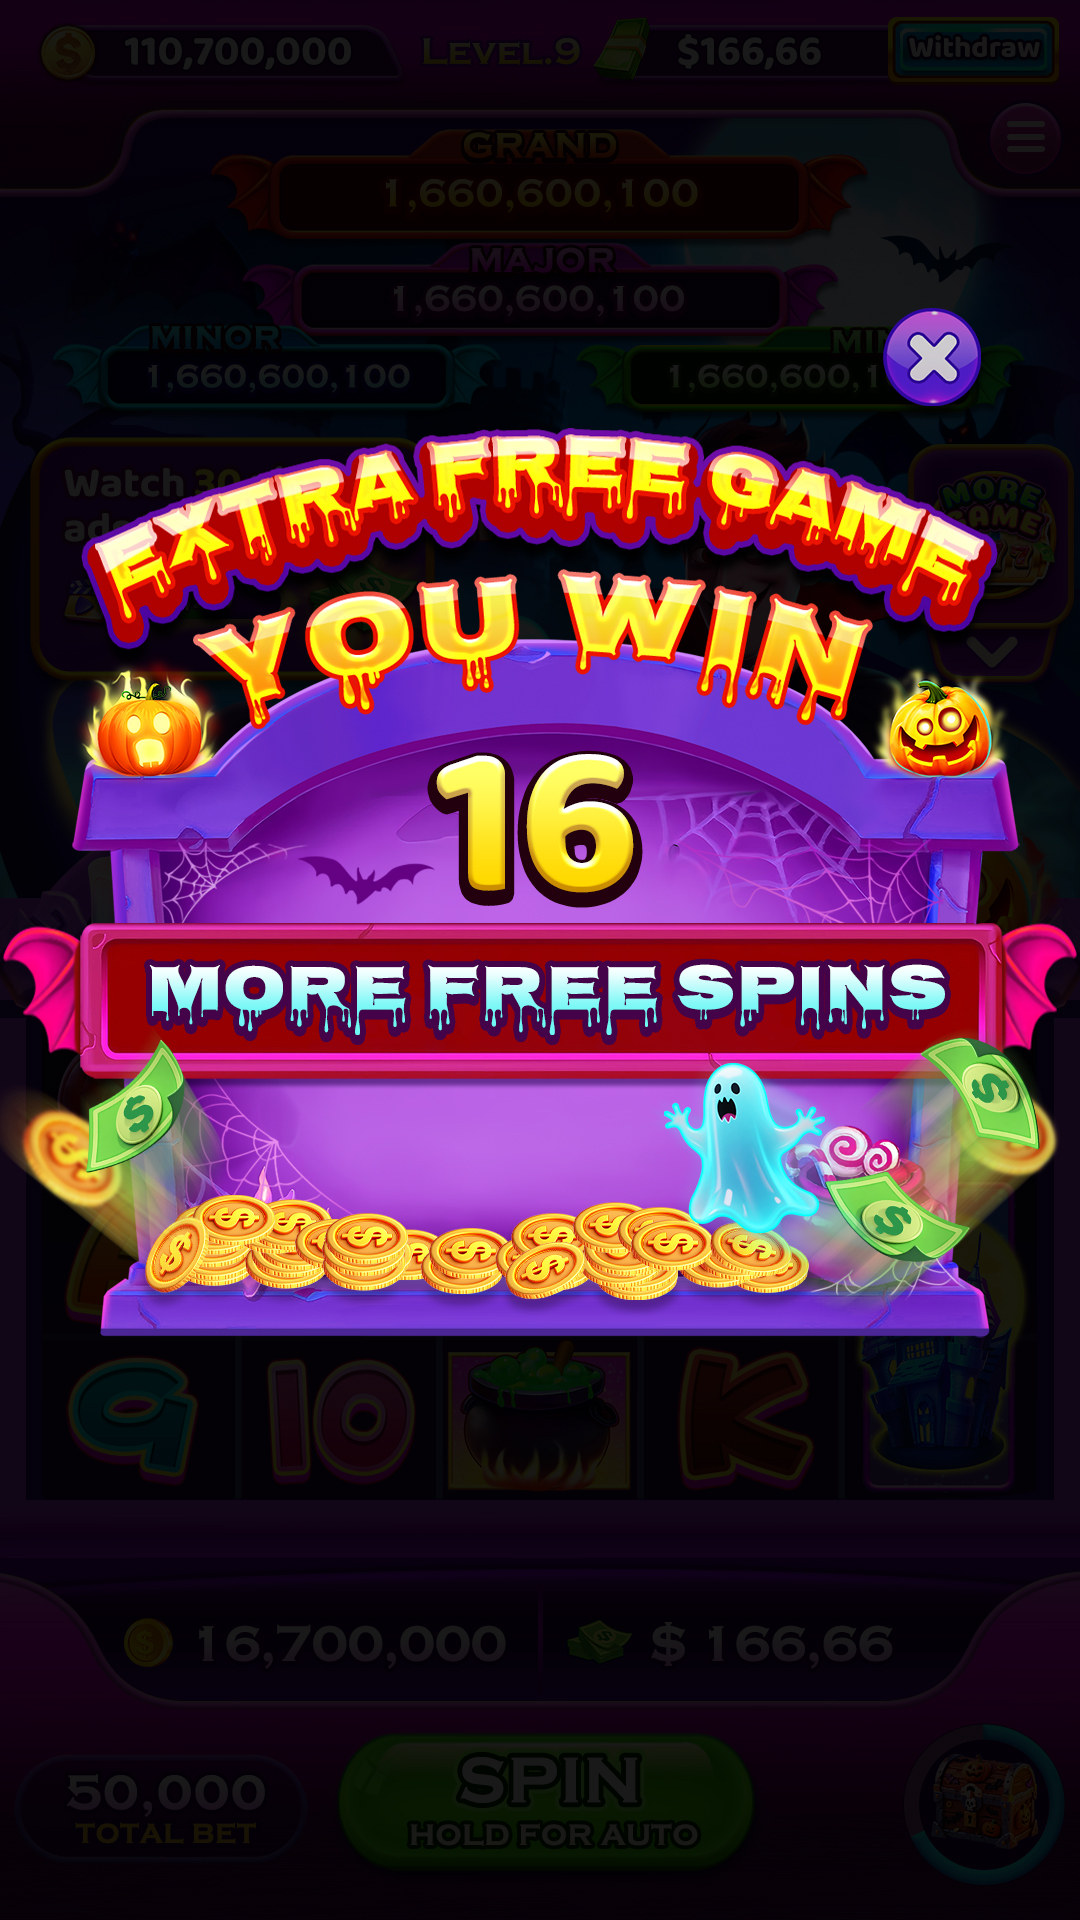 110,700,000 LEVEL.9 $166,66 Withdraw
GRAND
1,660,600,100
MAJOR
1,660,600,100
MINOR
1,660,600,100
1,660,600,1
Watch 30
MORE
GAME
EXTRA FREE GAME
YOU WIN
16
MORE FREE SPINS
9 10 K
16,700,000 $ 166,66
50,000
TOTAL BET
SPIN
HOLD FOR AUTO